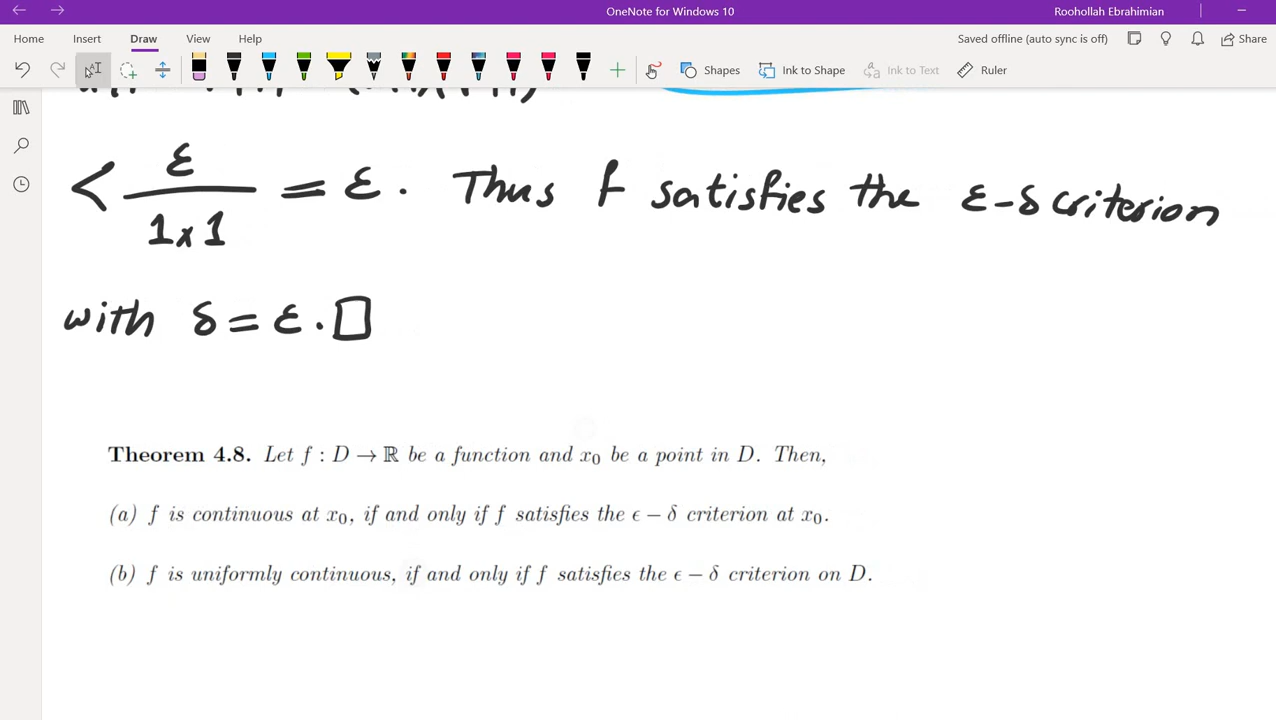 OneNote for Windows 10
Roohollah Ebrahimian
Home Insert Draw View Help
Saved offline (auto sync is off)
Share
Shapes
Ink to Shape
Ink to Text
Ruler
< ε / 1×1 = ε. Thus f satisfies the ε-δ criterion
with δ = ε. □
Theorem 4.8. Let f : D → ℝ be a function and x₀ be a point in D. Then,
(a) f is continuous at x₀, if and only if f satisfies the ϵ − δ criterion at x₀.
(b) f is uniformly continuous, if and only if f satisfies the ϵ − δ criterion on D.